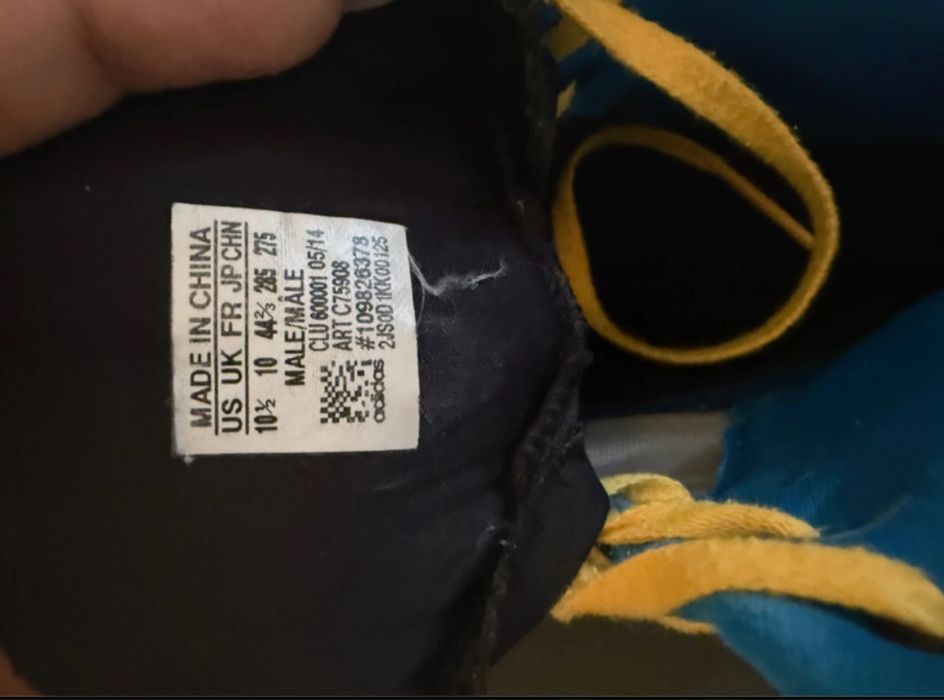 MADE IN CHINA
US UK FR JP CHN
10½ 10 44⅔ 285 275
MALE/MÂLE
CLU 600001 05/14
ART C75908
#109826378
2JS0D1KK00125
adidas